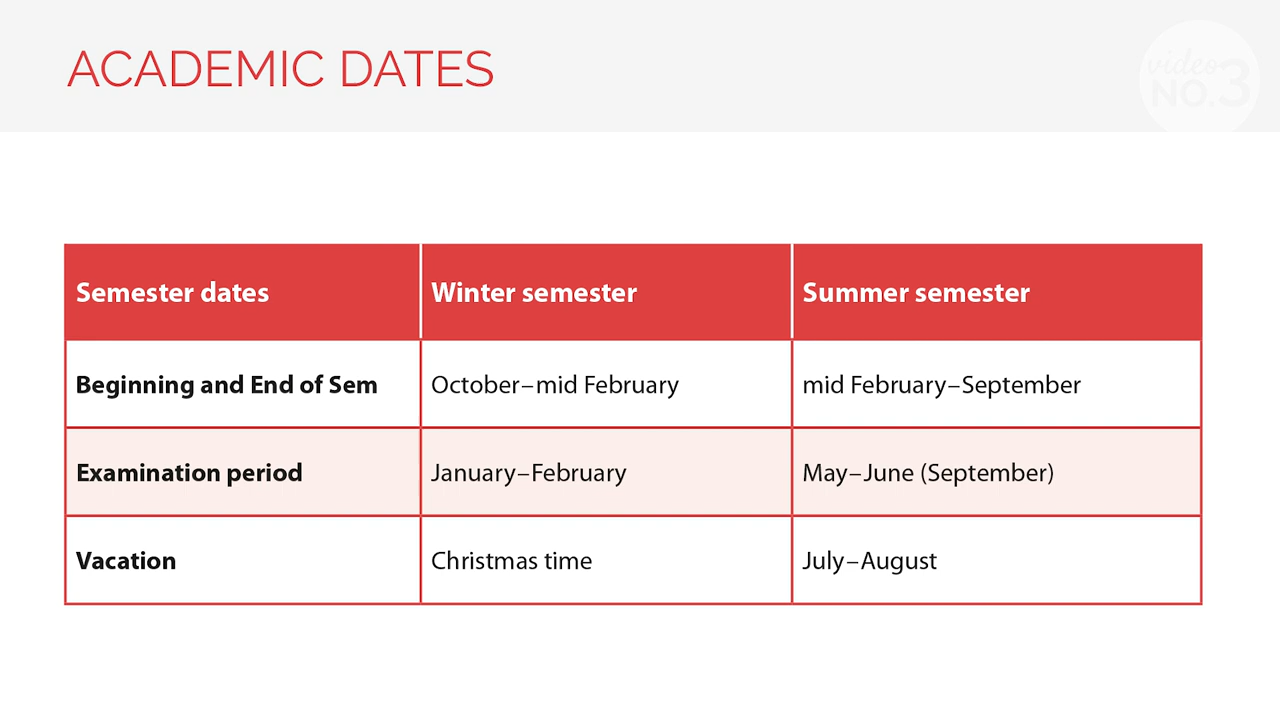 ACADEMIC DATES
video
NO.3
Semester dates Winter semester Summer semester
Beginning and End of Sem October–mid February mid February–September
Examination period January–February May–June (September)
Vacation Christmas time July–August